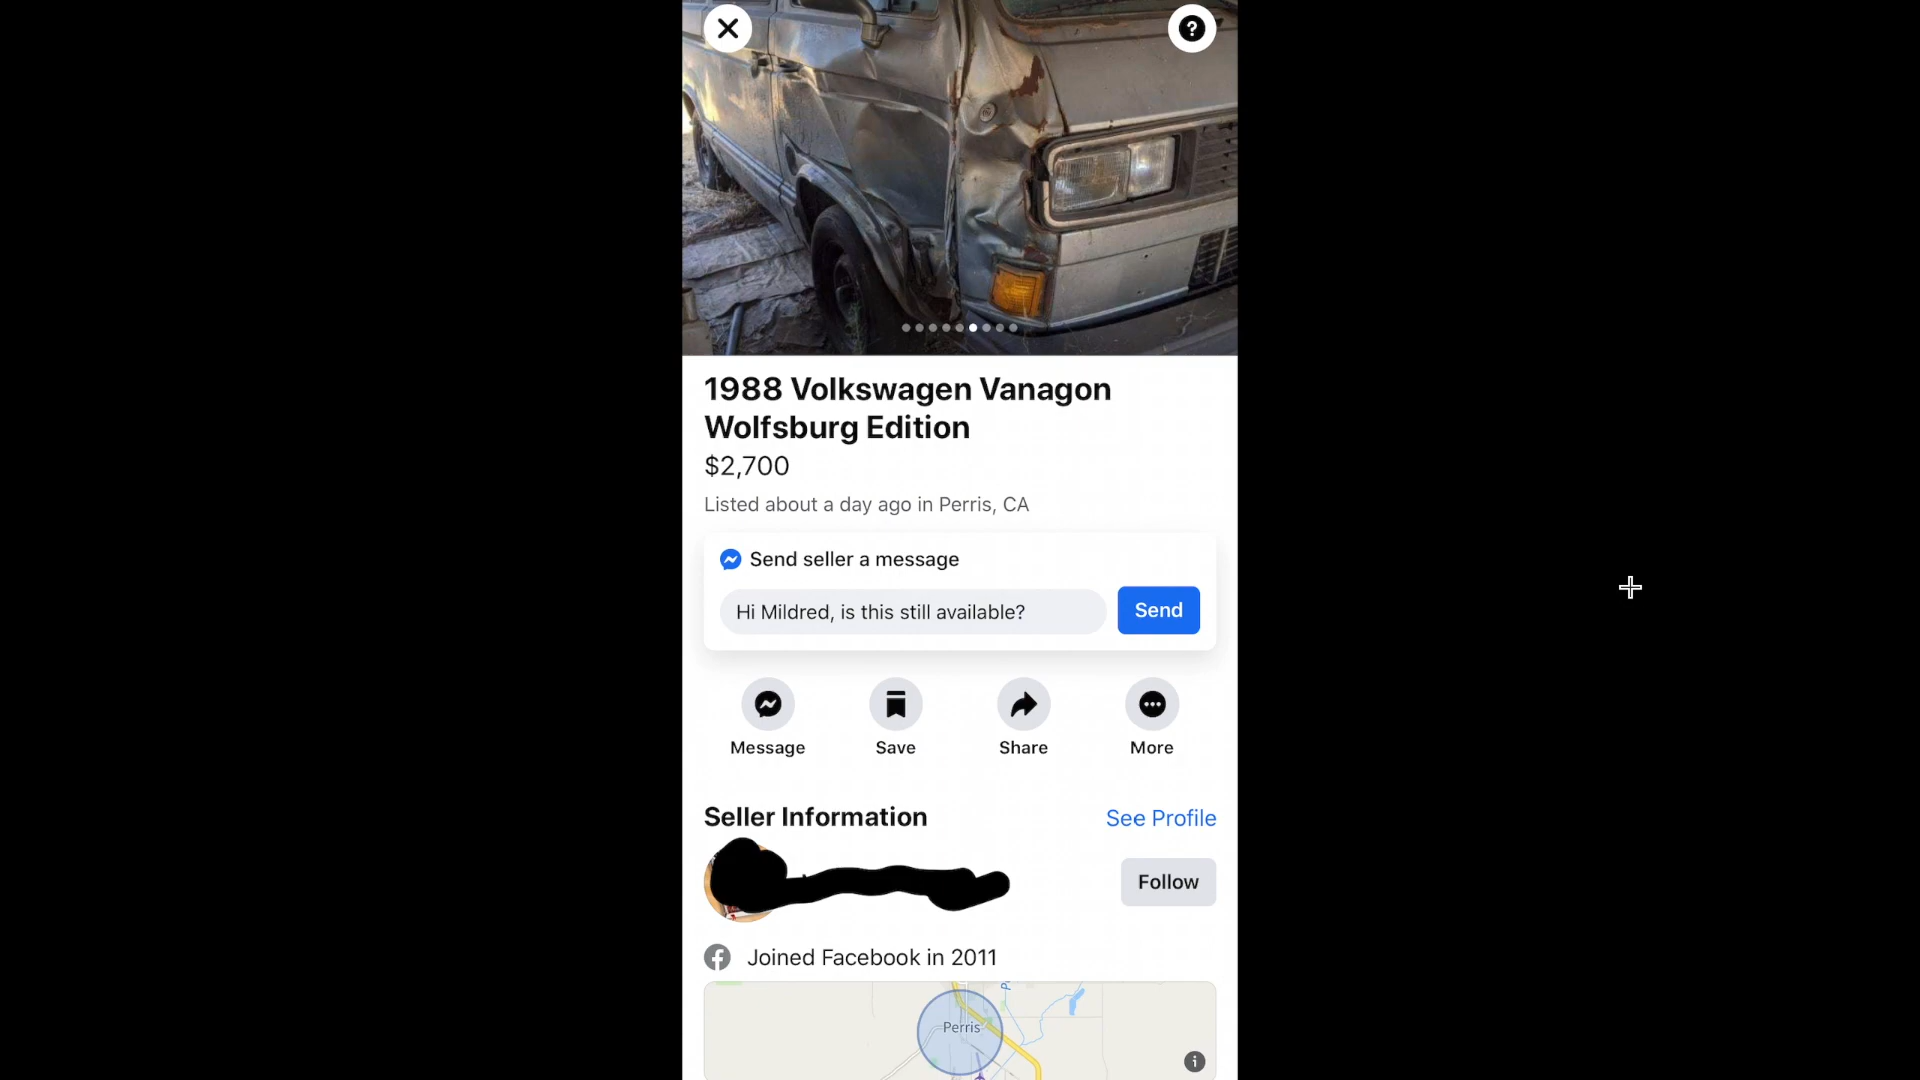 1988 Volkswagen Vanagon
Wolfsburg Edition
$2,700
Listed about a day ago in Perris, CA
Send seller a message
Hi Mildred, is this still available?
Send
Message
Save
Share
More
Seller Information
See Profile
Follow
Joined Facebook in 2011
P
Perris